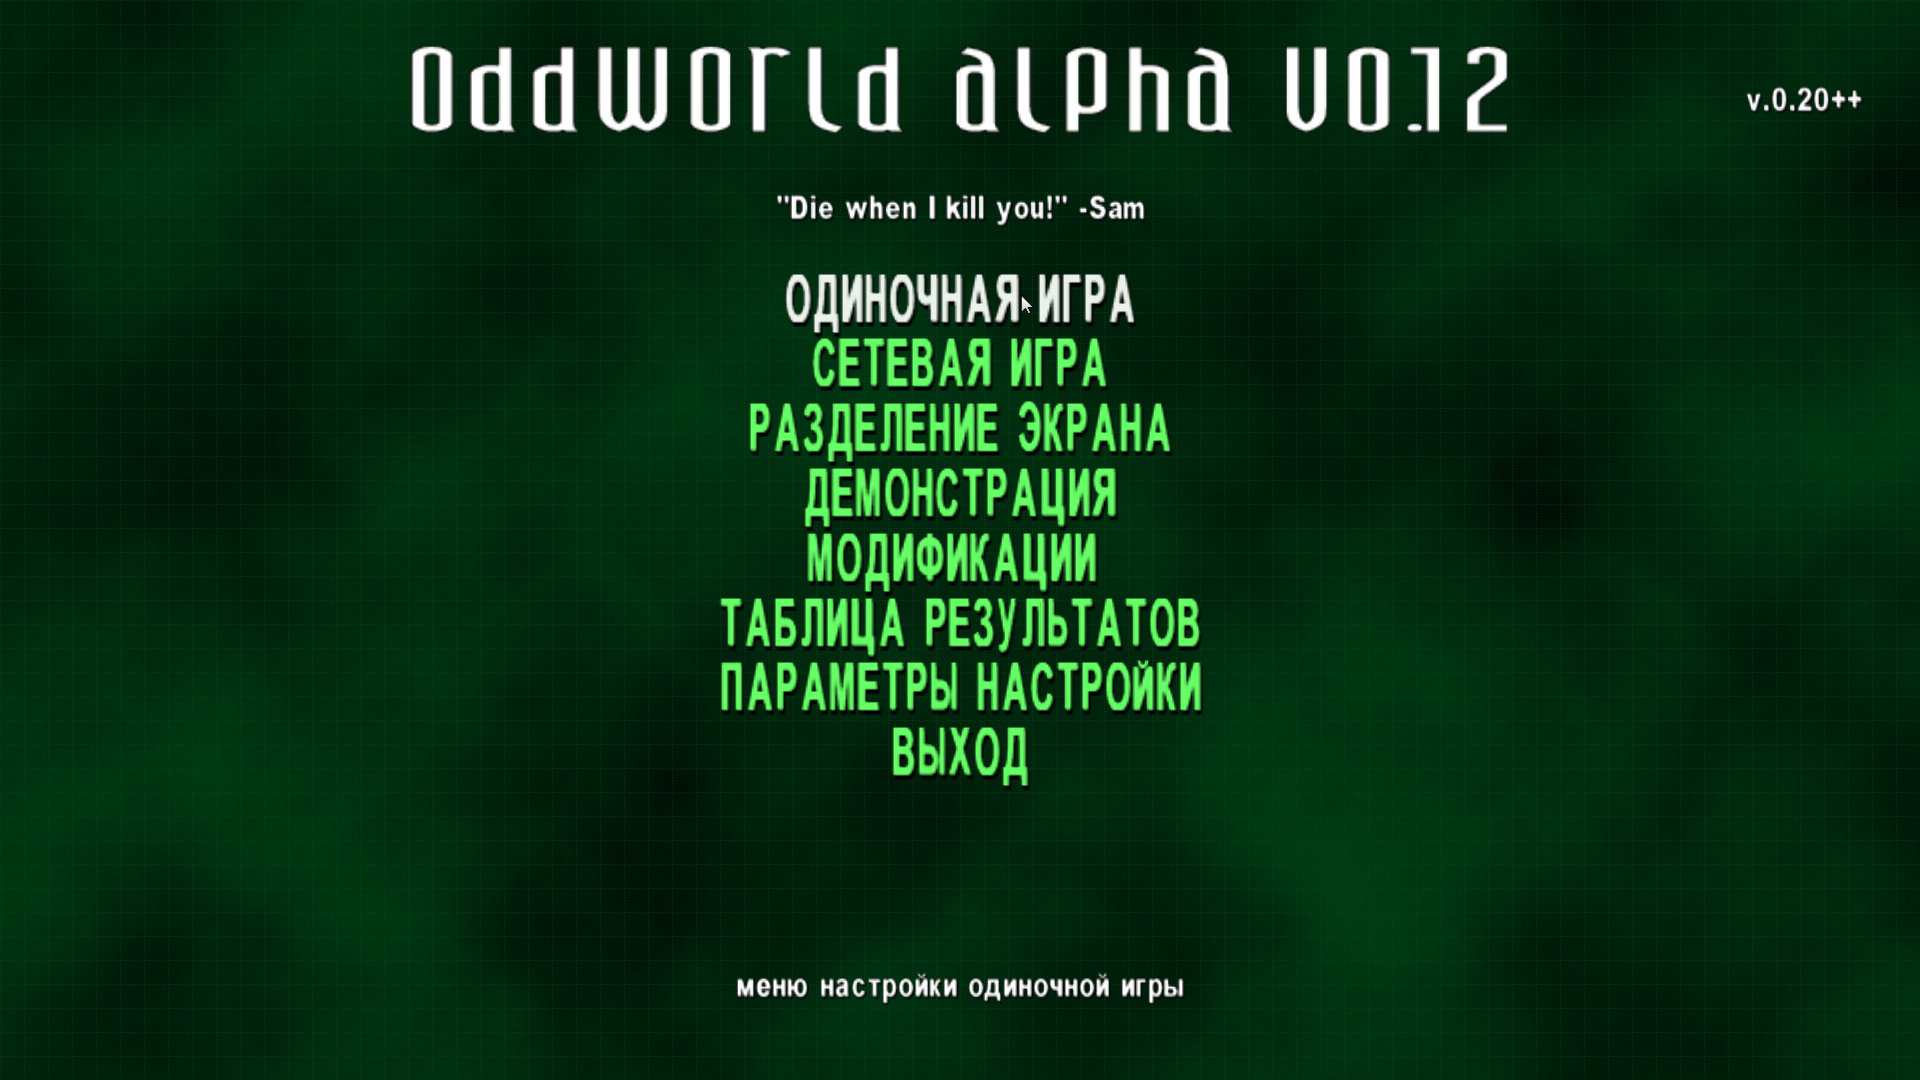 Oddworld alpha V0.12
v.0.20++
"Die when I kill you!" -Sam
ОДИНОЧНАЯ ИГРА
СЕТЕВАЯ ИГРА
РАЗДЕЛЕНИЕ ЭКРАНА
ДЕМОНСТРАЦИЯ
МОДИФИКАЦИИ
ТАБЛИЦА РЕЗУЛЬТАТОВ
ПАРАМЕТРЫ НАСТРОЙКИ
ВЫХОД
меню настройки одиночной игры